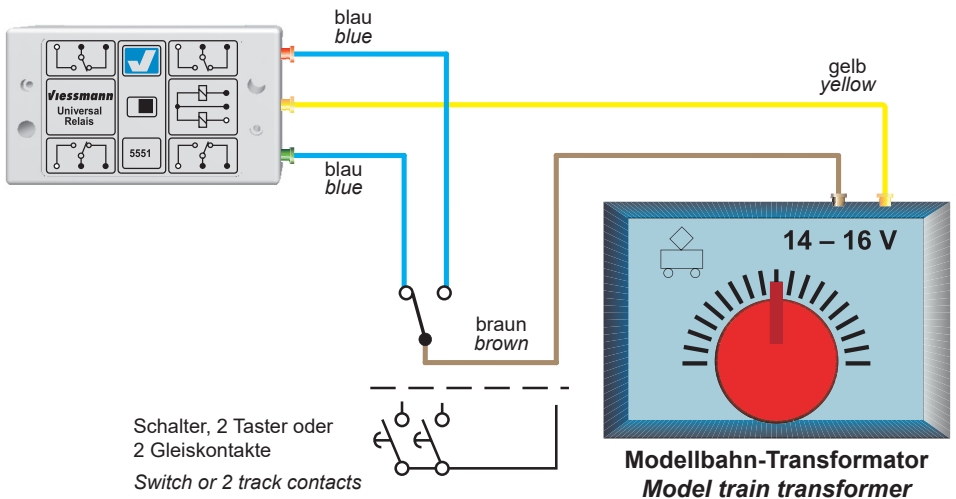 blau
blue
gelb
yellow
viessmann
Universal
Relais
5551
blau
blue
14 – 16 V
braun
brown
Schalter, 2 Taster oder
2 Gleiskontakte
Switch or 2 track contacts
Modellbahn-Transformator
Model train transformer